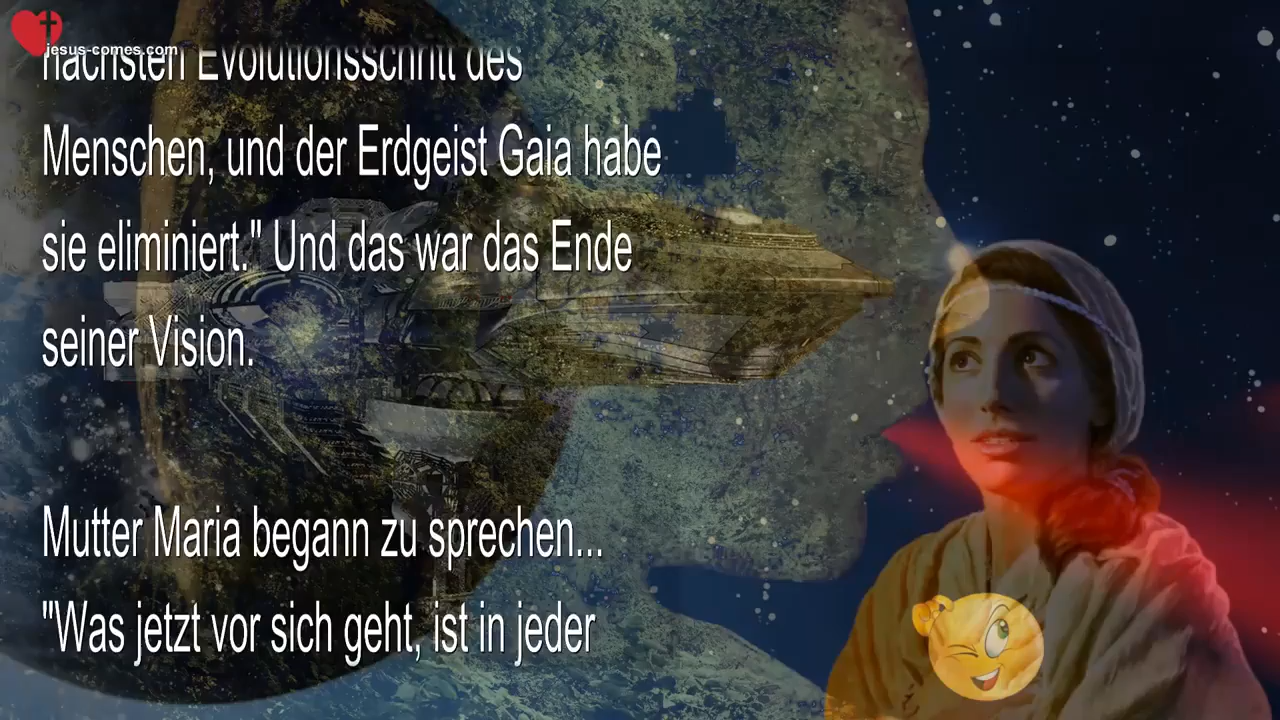 jesus-comes.com
nächsten Evolutionsschritt des
Menschen, und der Erdgeist Gaia habe
sie eliminiert." Und das war das Ende
seiner Vision.
Mutter Maria begann zu sprechen...
"Was jetzt vor sich geht, ist in jeder